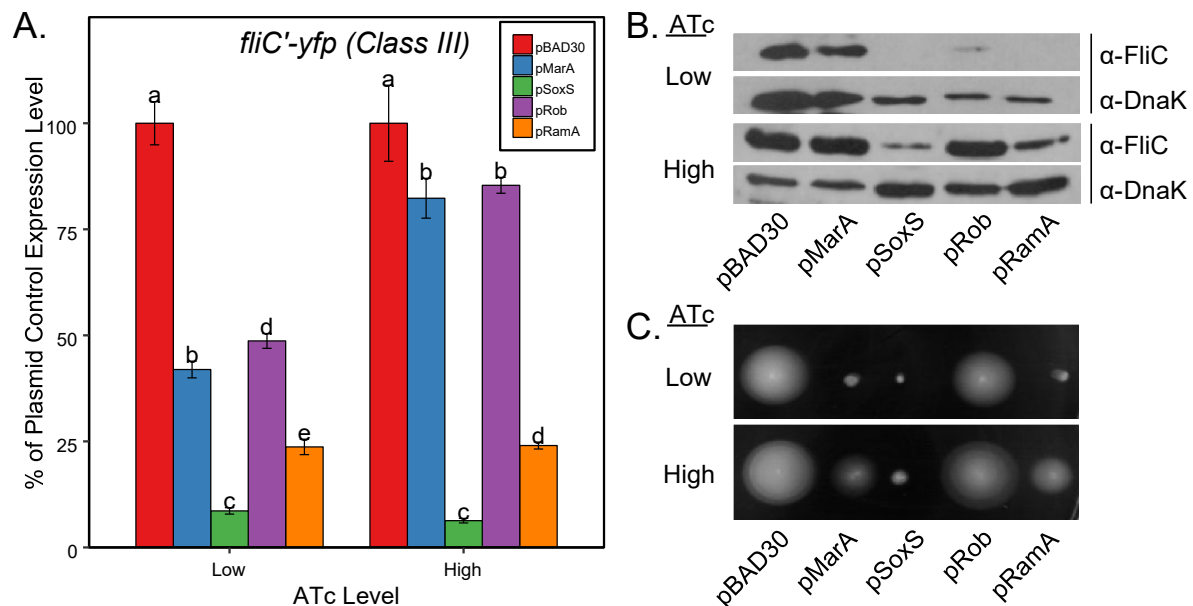 A.
fliC'-yfp (Class III)
pBAD30
pMarA
pSoxS
pRob
pRamA
% of Plasmid Control Expression Level
100
75
50
25
0
a
b
c
d
e
a
b
c
b
d
Low
High
ATc Level
B.
ATc
Low
α-FliC
α-DnaK
High
α-FliC
α-DnaK
pBAD30
pMarA
pSoxS
pRob
pRamA
C.
ATc
Low
High
pBAD30
pMarA
pSoxS
pRob
pRamA